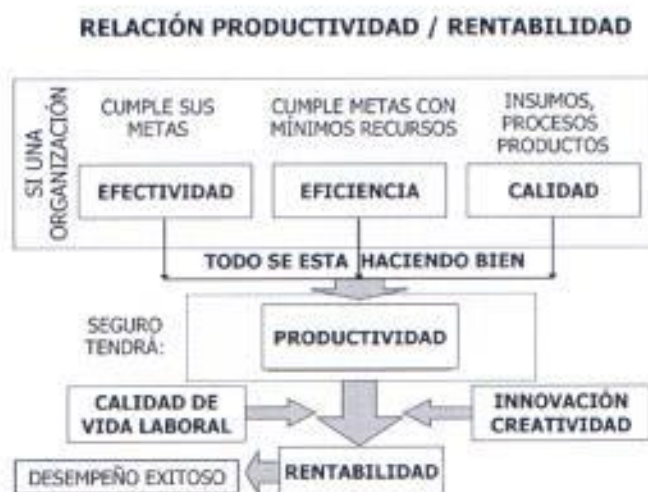 RELACIÓN PRODUCTIVIDAD / RENTABILIDAD
SI UNA
ORGANIZACIÓN
CUMPLE SUS
METAS
EFECTIVIDAD
CUMPLE METAS CON
MÍNIMOS RECURSOS
EFICIENCIA
INSUMOS,
PROCESOS
PRODUCTOS
CALIDAD
TODO SE ESTA HACIENDO BIEN
SEGURO
TENDRÁ:
PRODUCTIVIDAD
CALIDAD DE
VIDA LABORAL
INNOVACIÓN
CREATIVIDAD
RENTABILIDAD
DESEMPEÑO EXITOSO